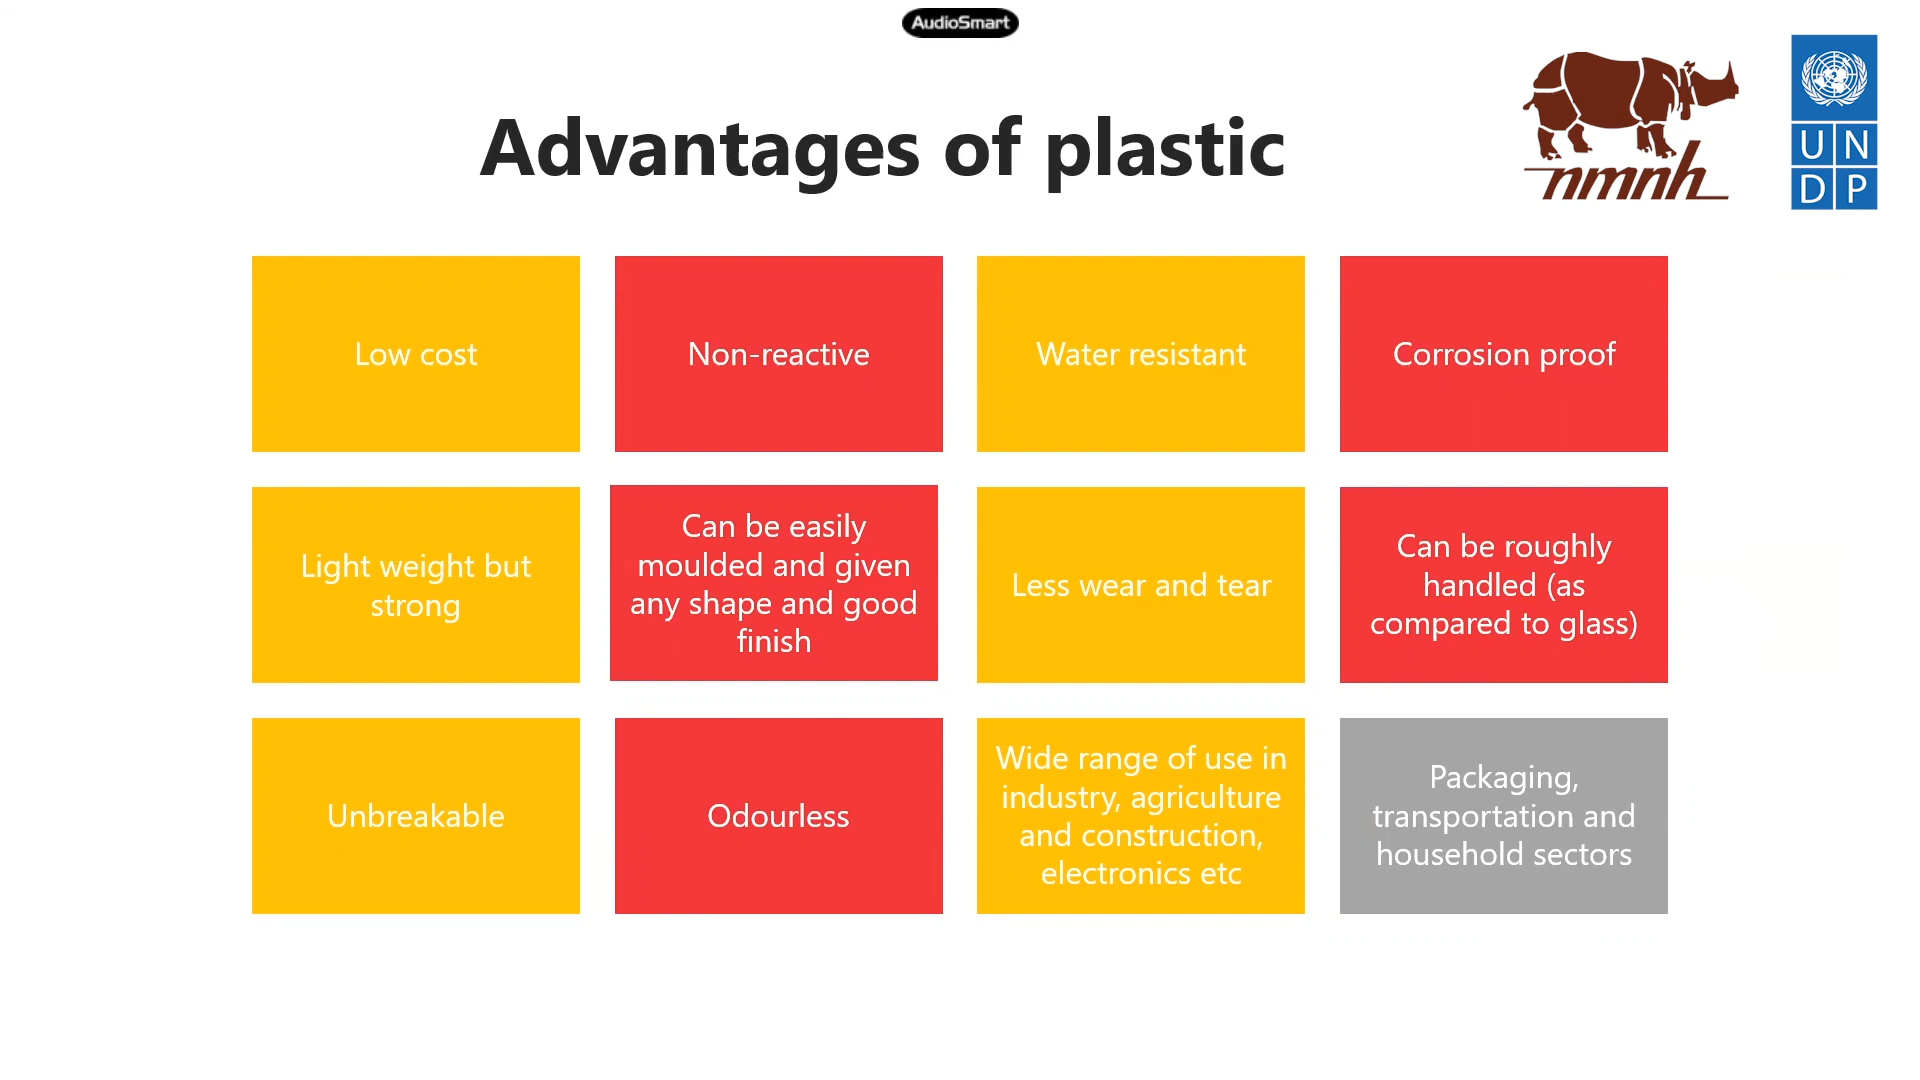 AudioSmart
Advantages of plastic
nmnh
U N
D P
Low cost
Non-reactive
Water resistant
Corrosion proof
Light weight but
strong
Can be easily
moulded and given
any shape and good
finish
Less wear and tear
Can be roughly
handled (as
compared to glass)
Unbreakable
Odourless
Wide range of use in
industry, agriculture
and construction,
electronics etc
Packaging,
transportation and
household sectors